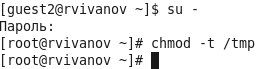 [guest2@rvivanov ~]$ su -
Пароль:
[root@rvivanov ~]# chmod -t /tmp
[root@rvivanov ~]#